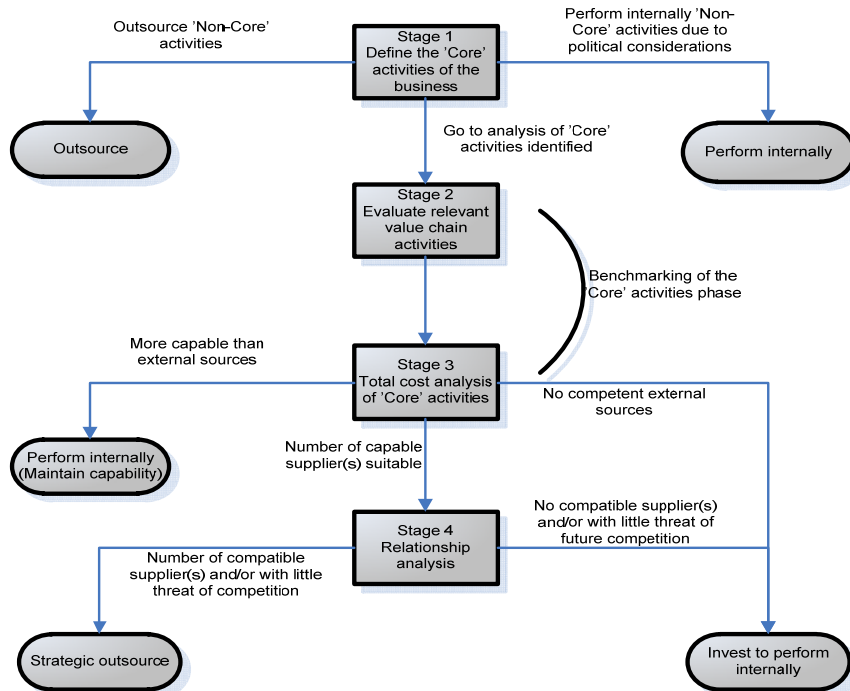 Outsource 'Non-Core'
activities
Stage 1
Define the 'Core'
activities of the
business
Perform internally 'Non-
Core' activities due to
political considerations
Outsource
Go to analysis of 'Core'
activities identified
Perform internally
Stage 2
Evaluate relevant
value chain
activities
Benchmarking of the
'Core' activities phase
More capable than
external sources
Stage 3
Total cost analysis
of 'Core' activities
No competent external
sources
Perform internally
(Maintain capability)
Number of capable
supplier(s) suitable
Stage 4
Relationship
analysis
No compatible supplier(s)
and/or with little threat of
future competition
Number of compatible
supplier(s) and/or with little
threat of competition
Strategic outsource
Invest to perform
internally